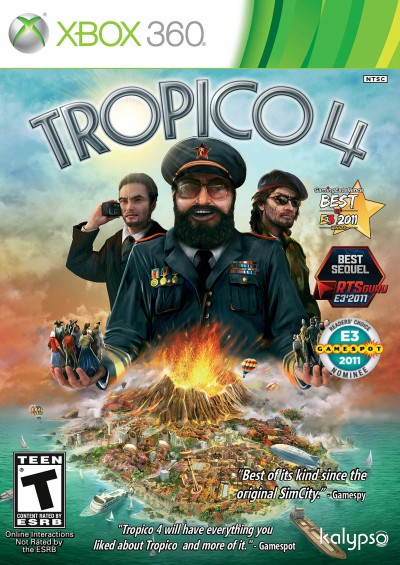 XBOX 360
NTSC
TROPICO 4
BEST
E3 2011
BEST
SEQUEL
RTSGURU
E3'2011
READERS' CHOICE
E3
GAMESPOT
2011
NOMINEE
"Best of its kind since the
original SimCity." - Gamespy
TEEN
T
CONTENT RATED BY
ESRB
Online Interactions
Not Rated by
the ESRB
"Tropico 4 will have everything you
liked about Tropico and more of it." - Gamespot
kalypso